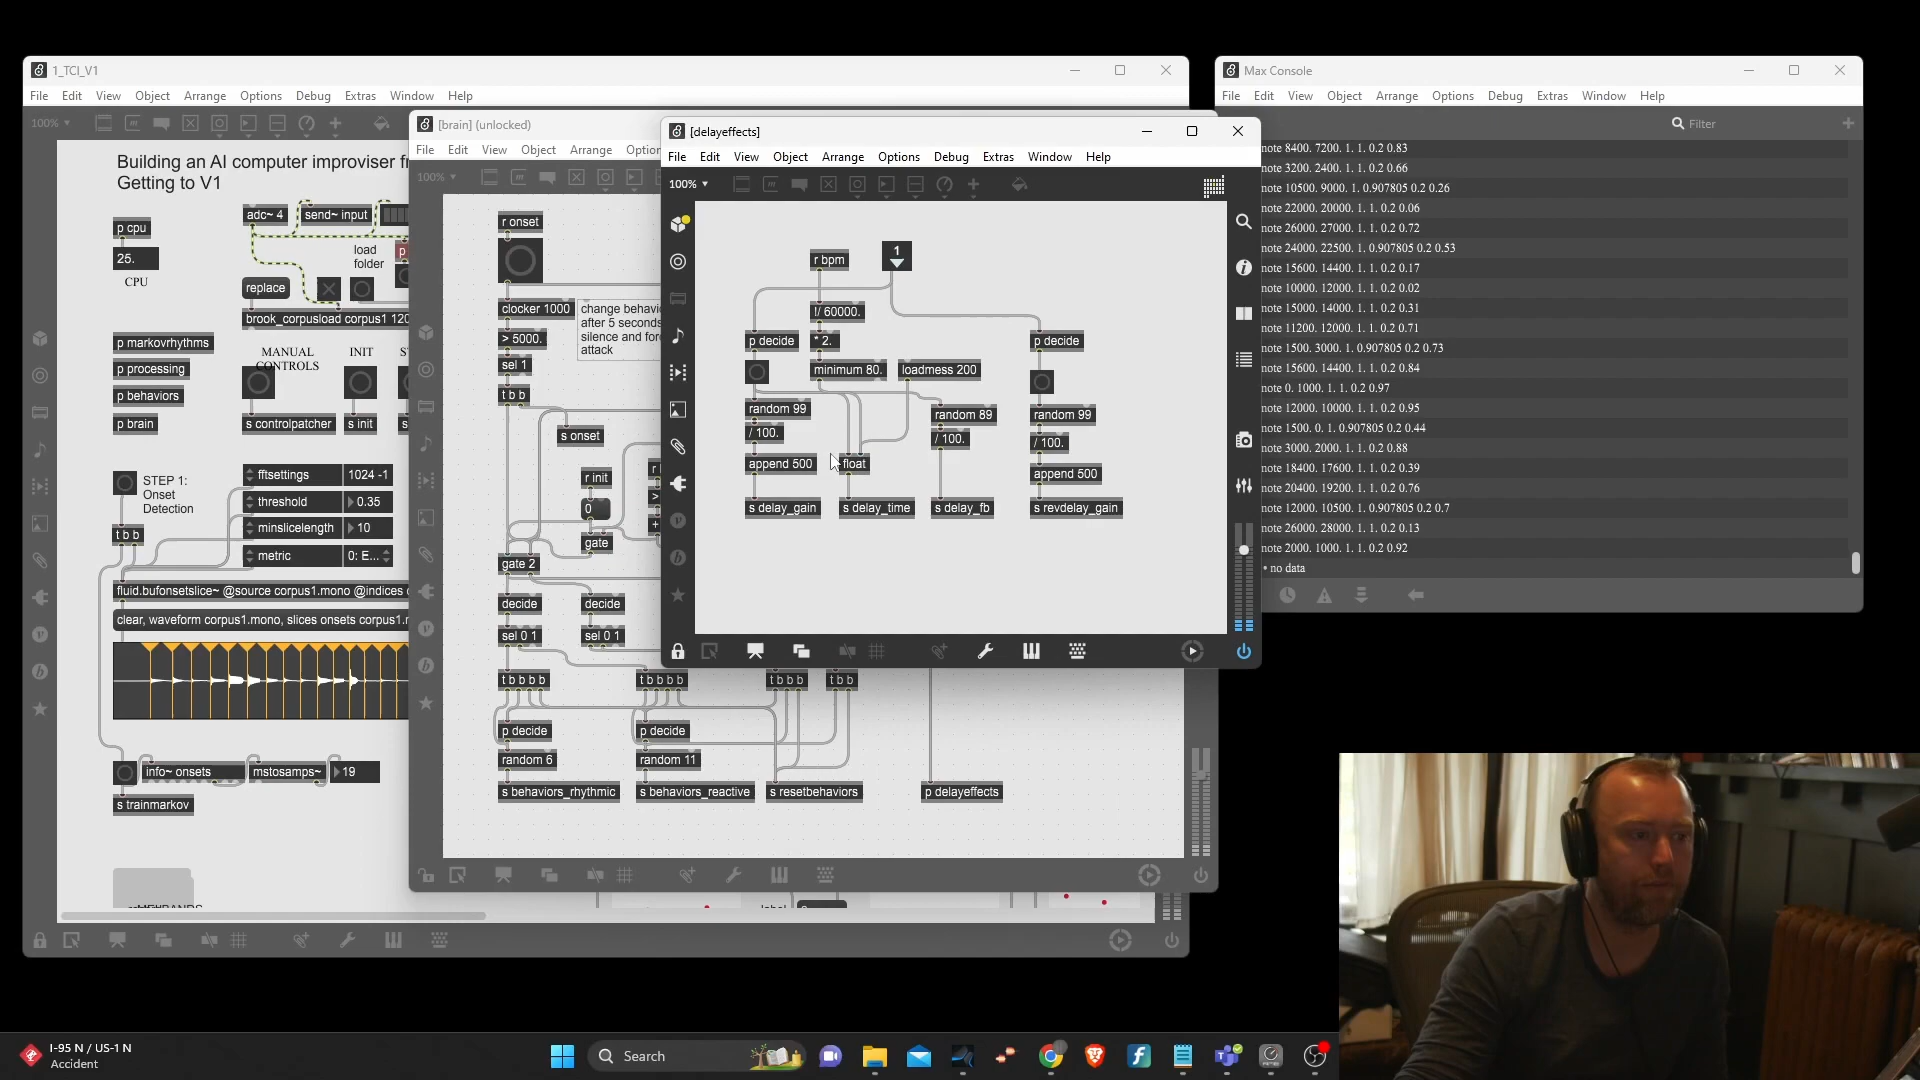 1_TCI_V1
File Edit View Object Arrange Options Debug Extras Window Help
100%
Building an AI computer improviser
Getting to V1
p cpu
25.
CPU
adc~ 4
send~ input
load
folder
p
replace
brook_corpusload corpus1 120
p markovrhythms
p processing
p behaviors
p brain
MANUAL
CONTROLS
INIT
s controlpatcher
s init
s
STEP 1:
Onset
Detection
t b b
fftsettings 1024 -1
threshold 0.35
minslicelength 10
metric 0: E...
fluid.bufonsetslice~ @source corpus1.mono @indices
clear, waveform corpus1.mono, slices onsets
info~ onsets
mstosamps~
19
s trainmarkov
[brain] (unlocked)
File Edit View Object Arrange
100%
r onset
clocker 1000
> 5000.
sel 1
t b b
after 5 seconds
silence and
attack
s onset
r init
0
gate
gate 2
decide
decide
sel 0 1
sel 0 1
t b b b b
t b b b b
t b b b
t b b
p decide
p decide
random 6
random 11
s behaviors_rhythmic
s behaviors_reactive
s resetbehaviors
p delayeffects
[delayeffects]
File Edit View Object Arrange Options Debug Extras Window Help
100%
r bpm
1
!/ 60000.
p decide
* 2.
p decide
minimum 80.
loadmess 200
random 99
random 89
random 99
/ 100.
/ 100.
/ 100.
append 500
float
append 500
s delay_gain
s delay_time
s delay_fb
s revdelay_gain
Max Console
File Edit View Object Arrange Options Debug Extras Window Help
Filter
note 8400. 7200. 1. 1. 0.2 0.83
note 3200. 2400. 1. 1. 0.2 0.66
note 10500. 9000. 1. 0.907805 0.2 0.26
note 22000. 20000. 1. 1. 0.2 0.06
note 26000. 27000. 1. 1. 0.2 0.72
note 24000. 22500. 1. 0.907805 0.2 0.53
note 15600. 14400. 1. 1. 0.2 0.17
note 10000. 12000. 1. 1. 0.2 0.02
note 15000. 14000. 1. 1. 0.2 0.31
note 11200. 12000. 1. 1. 0.2 0.71
note 1500. 3000. 1. 0.907805 0.2 0.73
note 15600. 14400. 1. 1. 0.2 0.84
note 0. 1000. 1. 1. 0.2 0.97
note 12000. 10000. 1. 1. 0.2 0.95
note 1500. 0. 1. 0.907805 0.2 0.44
note 3000. 2000. 1. 1. 0.2 0.88
note 18400. 17600. 1. 1. 0.2 0.39
note 20400. 19200. 1. 1. 0.2 0.76
note 12000. 10500. 1. 0.907805 0.2 0.7
note 26000. 28000. 1. 1. 0.2 0.13
note 2000. 1000. 1. 1. 0.2 0.92
• no data
I-95 N / US-1 N
Accident
Search